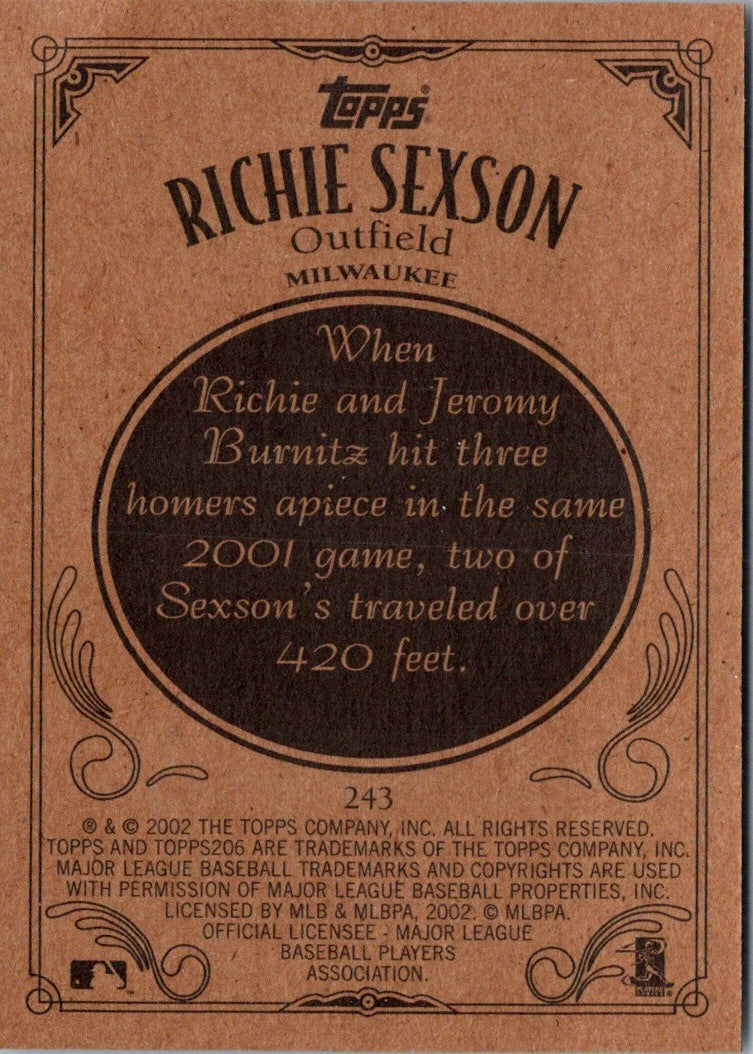 Topps®
RICHIE SEXSON
Outfield
MILWAUKEE
When
Richie and Jeromy
Burnitz hit three
homers apiece in the same
2001 game, two of
Sexson's traveled over
420 feet.
243
® & © 2002 THE TOPPS COMPANY, INC. ALL RIGHTS RESERVED.
TOPPS AND TOPPS206 ARE TRADEMARKS OF THE TOPPS COMPANY, INC.
MAJOR LEAGUE BASEBALL TRADEMARKS AND COPYRIGHTS ARE USED
WITH PERMISSION OF MAJOR LEAGUE BASEBALL PROPERTIES, INC.
LICENSED BY MLB & MLBPA, 2002. © MLBPA.
OFFICIAL LICENSEE - MAJOR LEAGUE
BASEBALL PLAYERS
ASSOCIATION.